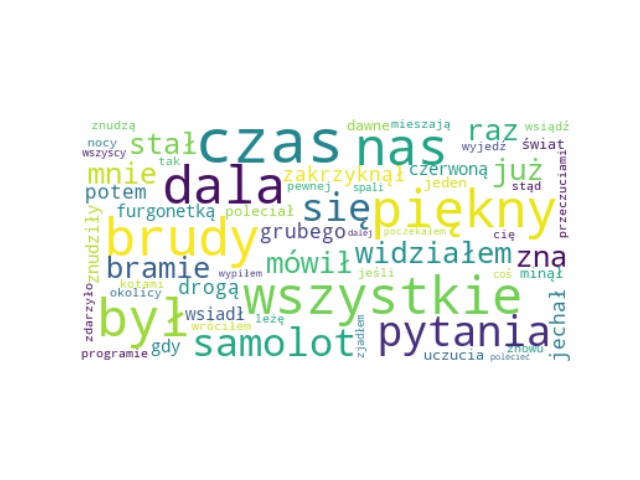 znudzą
czas
dawne
mieszają
raz
wsiądź
nocy
stał
nas
wyjedź
świat
wszyscy
tak
mnie
dala
zakrzyknął
czerwoną
już
przeczuciami
potem
pewnej
spali
jeden
stąd
znudziły
furgonetką
poleciał
się
piękny
brudy
grubego
dalej
poczekałem
cię
bramie
wypiłem
mówił
widziałem
zna
kotami
drogą
jeśli
coś
minął
zdarzyło
okolicy
wsiadł
wszystkie
jechał
był
wróciłem
leżę
zjadłem
pytania
programie
gdy
samolot
uczucia
znowu
polecieć